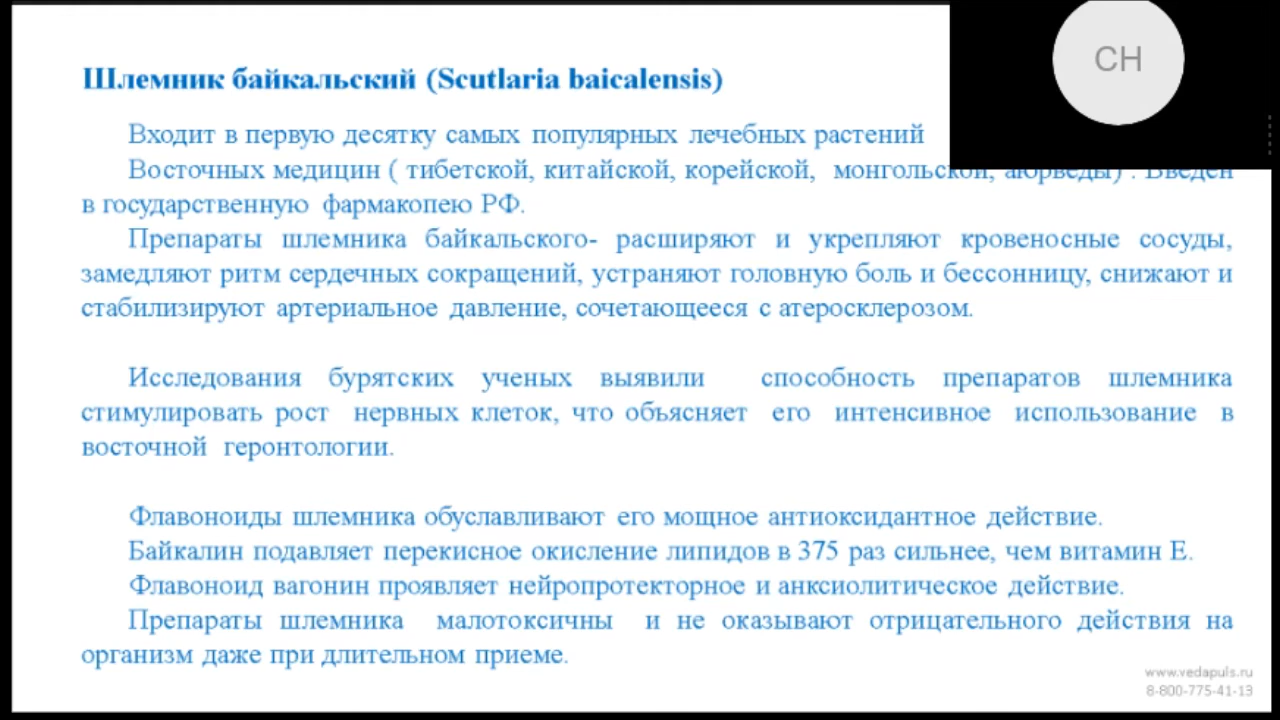 CH
Шлемник байкальский (Scutlaria baicalensis)
Входит в первую десятку самых популярных лечебных растений
Восточных медицин ( тибетской, китайской, корейской, монгольской, аюрведы) . Введен
в государственную фармакопею РФ.
Препараты шлемника байкальского- расширяют и укрепляют кровеносные сосуды,
замедляют ритм сердечных сокращений, устраняют головную боль и бессонницу, снижают и
стабилизируют артериальное давление, сочетающееся с атеросклерозом.
Исследования бурятских ученых выявили способность препаратов шлемника
стимулировать рост нервных клеток, что объясняет его интенсивное использование в
восточной геронтологии.
Флавоноиды шлемника обуславливают его мощное антиоксидантное действие.
Байкалин подавляет перекисное окисление липидов в 375 раз сильнее, чем витамин Е.
Флавоноид вагонин проявляет нейропротекторное и анксиолитическое действие.
Препараты шлемника малотоксичны и не оказывают отрицательного действия на
организм даже при длительном приеме.
www.vedapuls.ru
8-800-775-41-13